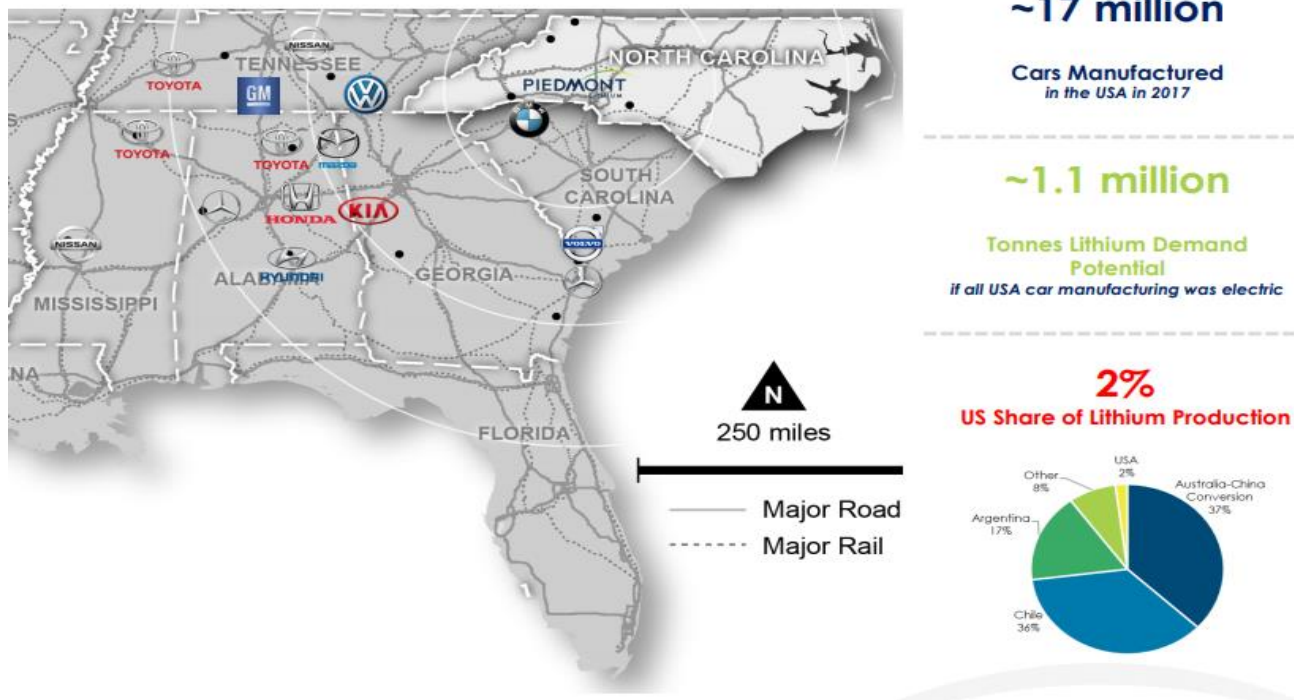 NISSAN
TENNESSEE
TOYOTA
GM
NORTH CAROLINA
PIEDMONT
TOYOTA
TOYOTA
mazda
SOUTH
CAROLINA
HONDA
KIA
NISSAN
VOLVO
ALABAMA
HYUNDAI
GEORGIA
MISSISSIPPI
NA
FLORIDA
N
250 miles
Major Road
Major Rail
~17 million
Cars Manufactured
in the USA in 2017
~1.1 million
Tonnes Lithium Demand
Potential
if all USA car manufacturing was electric
2%
US Share of Lithium Production
USA
2%
Other
8%
Australia-China
Conversion
37%
Argentina
17%
Chile
36%